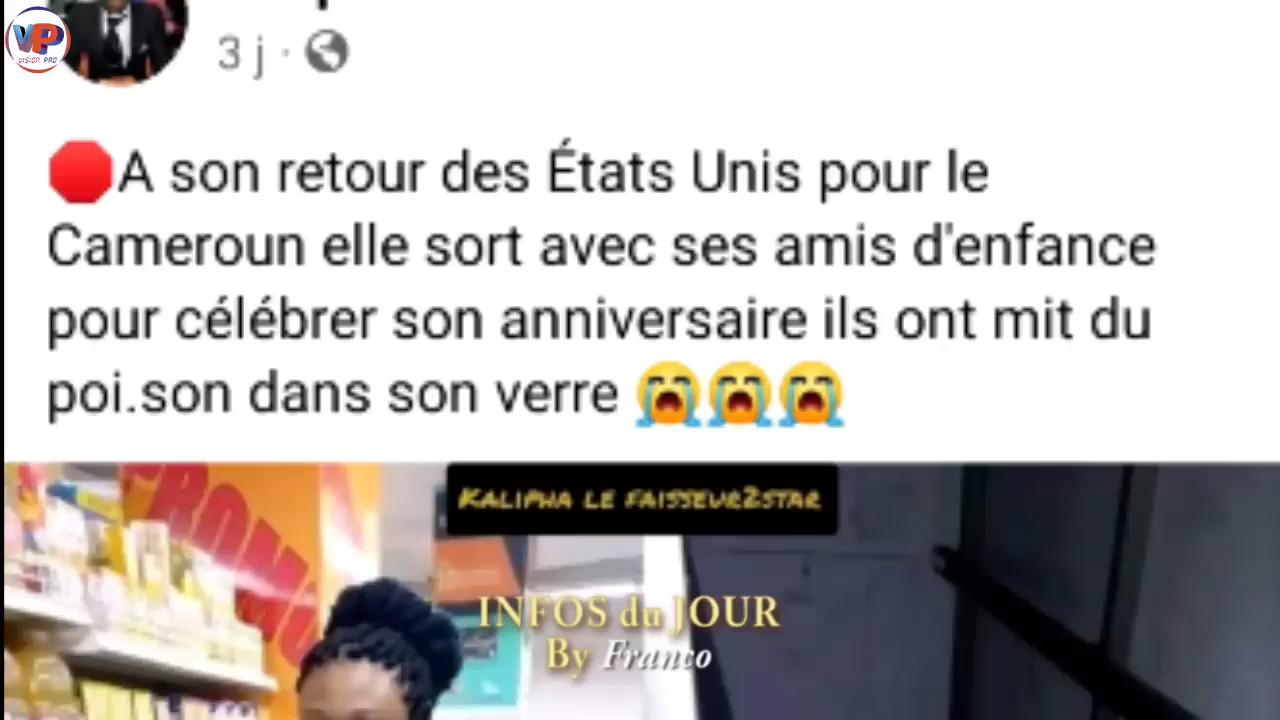 VP
VISION PRO
3 j ·
A son retour des États Unis pour le
Cameroun elle sort avec ses amis d'enfance
pour célébrer son anniversaire ils ont mit du
poi.son dans son verre 😭😭😭
KALIPHA LE FAISSEUR2STAR
PROMO
INFOS du JOUR
By Franco